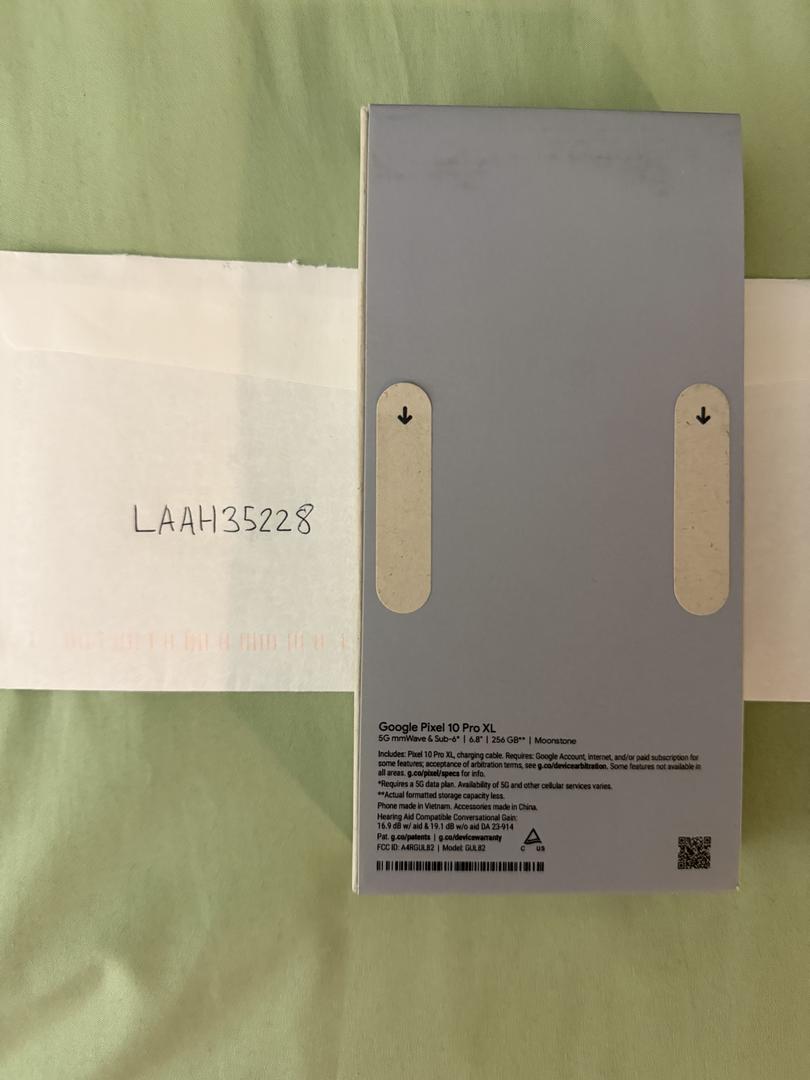 LAAH35228
Google Pixel 10 Pro XL
5G mmWave & Sub-6* | 6.8" | 256 GB** | Moonstone
Includes: Pixel 10 Pro XL, charging cable. Requires: Google Account, internet, and/or paid subscription for
some features; acceptance of arbitration terms, see g.co/devicearbitration. Some features not available in
all areas. g.co/pixel/specs for info.
*Requires a 5G data plan. Availability of 5G and other cellular services varies.
**Actual formatted storage capacity less.
Phone made in Vietnam. Accessories made in China.
Hearing Aid Compatible Conversational Gain:
16.9 dB w/ aid & 19.1 dB w/o aid DA 23-914
Pat. g.co/patents | g.co/devicewarranty
FCC ID: A4RGUL82 | Model: GUL82
C US